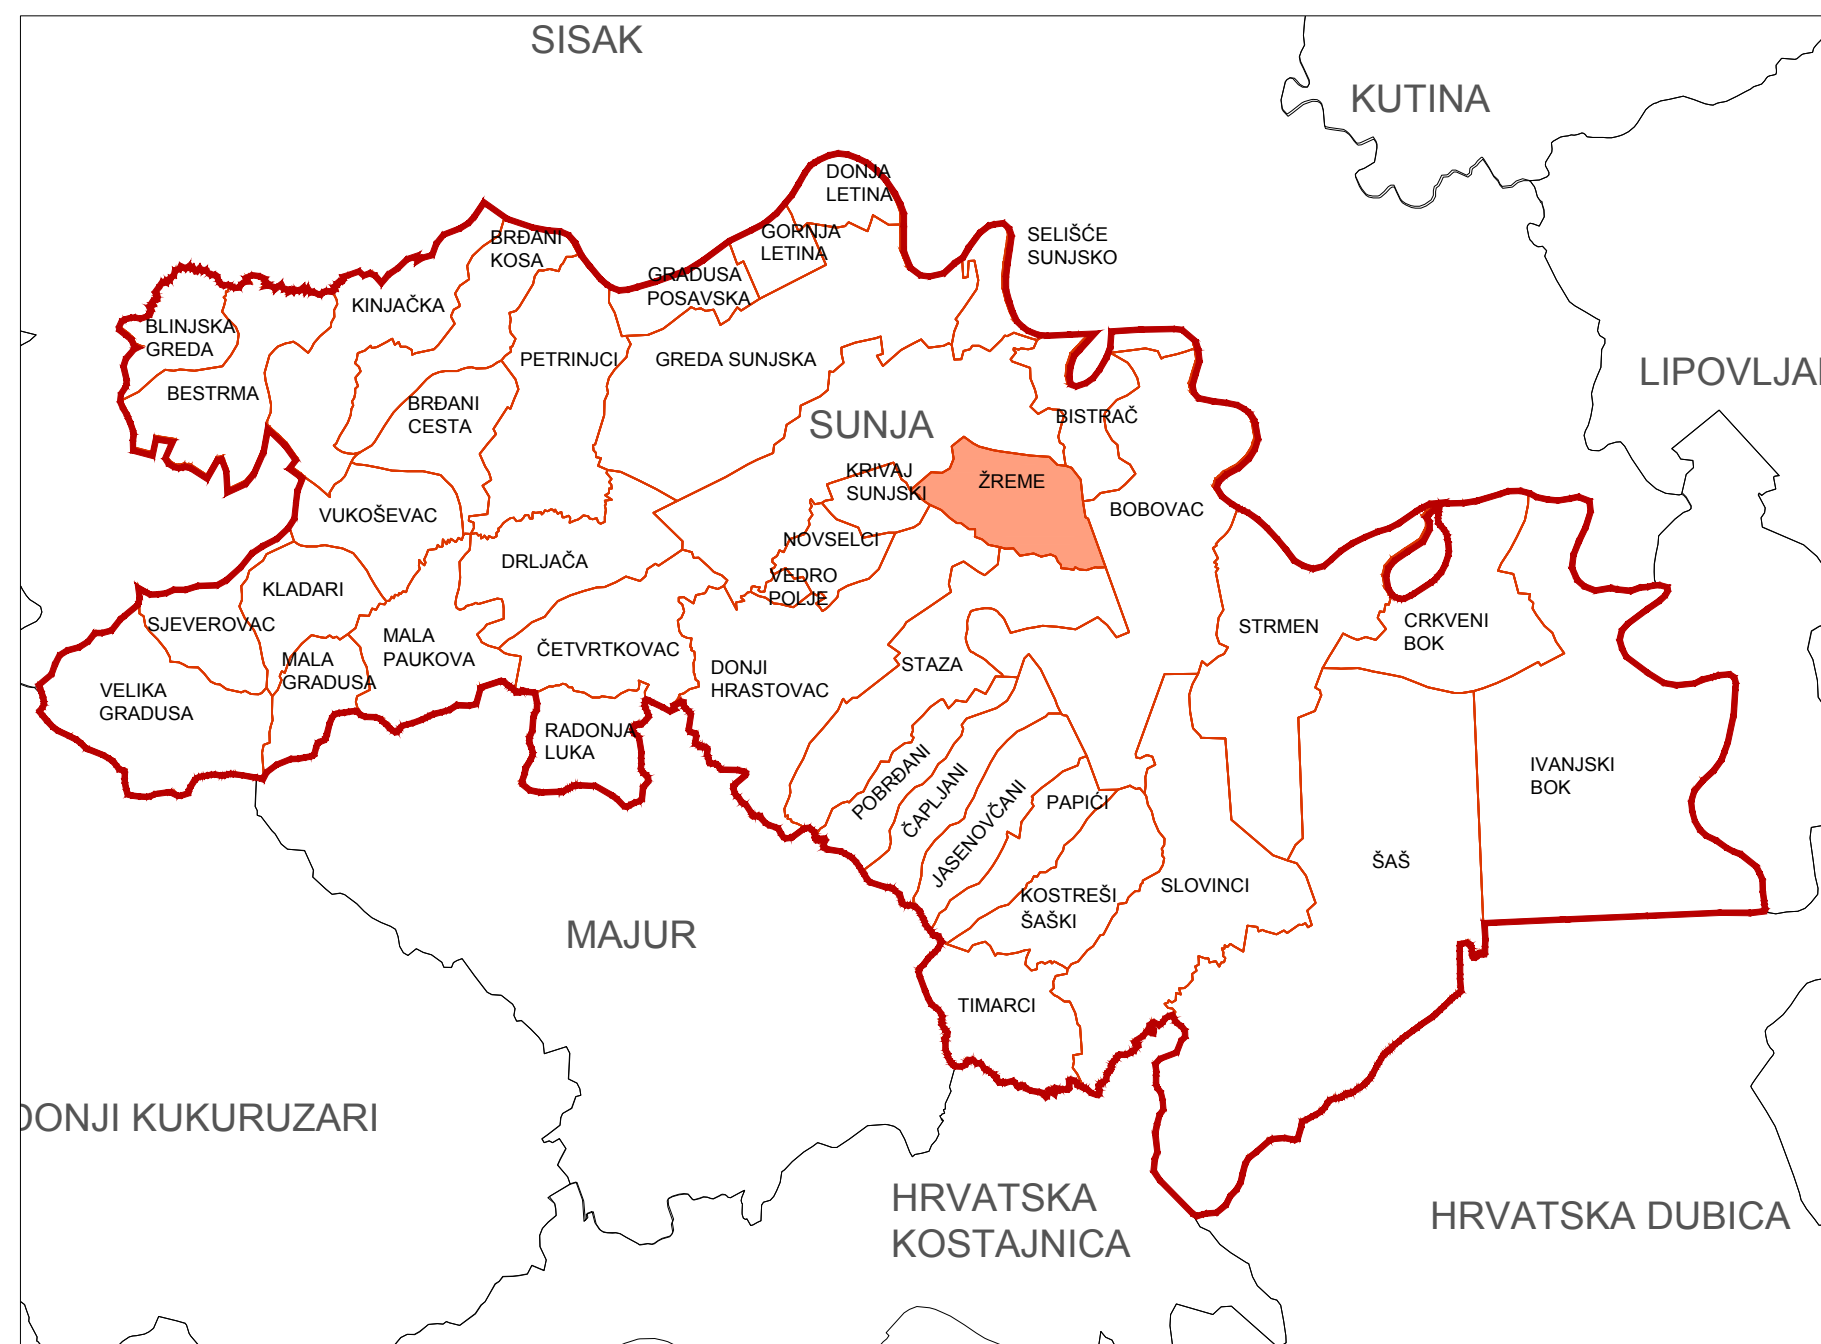 SISAK
KUTINA
DONJA
LETINA
GORNJA
LETINA
SELIŠĆE
SUNJSKO
BRĐANI
KOSA
GRADUSA
POSAVSKA
KINJAČKA
BLINJSKA
GREDA
PETRINJCI
GREDA SUNJSKA
LIPOVLJA
BESTRMA
BRĐANI
CESTA
SUNJA
BISTRAČ
KRIVAJ
SUNJSKI
ŽREME
BOBOVAC
VUKOŠEVAC
NOVSELCI
DRLJAČA
VEDRO
POLJE
KLADARI
SJEVEROVAC
MALA
PAUKOVA
ČETVRTKOVAC
STRMEN
CRKVENI
BOK
MALA
GRADUSA
DONJI
HRASTOVAC
STAZA
VELIKA
GRADUSA
RADONJA
LUKA
POBRĐANI
ČAPLJANI
JASENOVČANI
PAPIĆI
IVANJSKI
BOK
ŠAŠ
SLOVINCI
KOSTREŠI
ŠAŠKI
MAJUR
TIMARCI
DONJI KUKURUZARI
HRVATSKA
KOSTAJNICA
HRVATSKA DUBICA